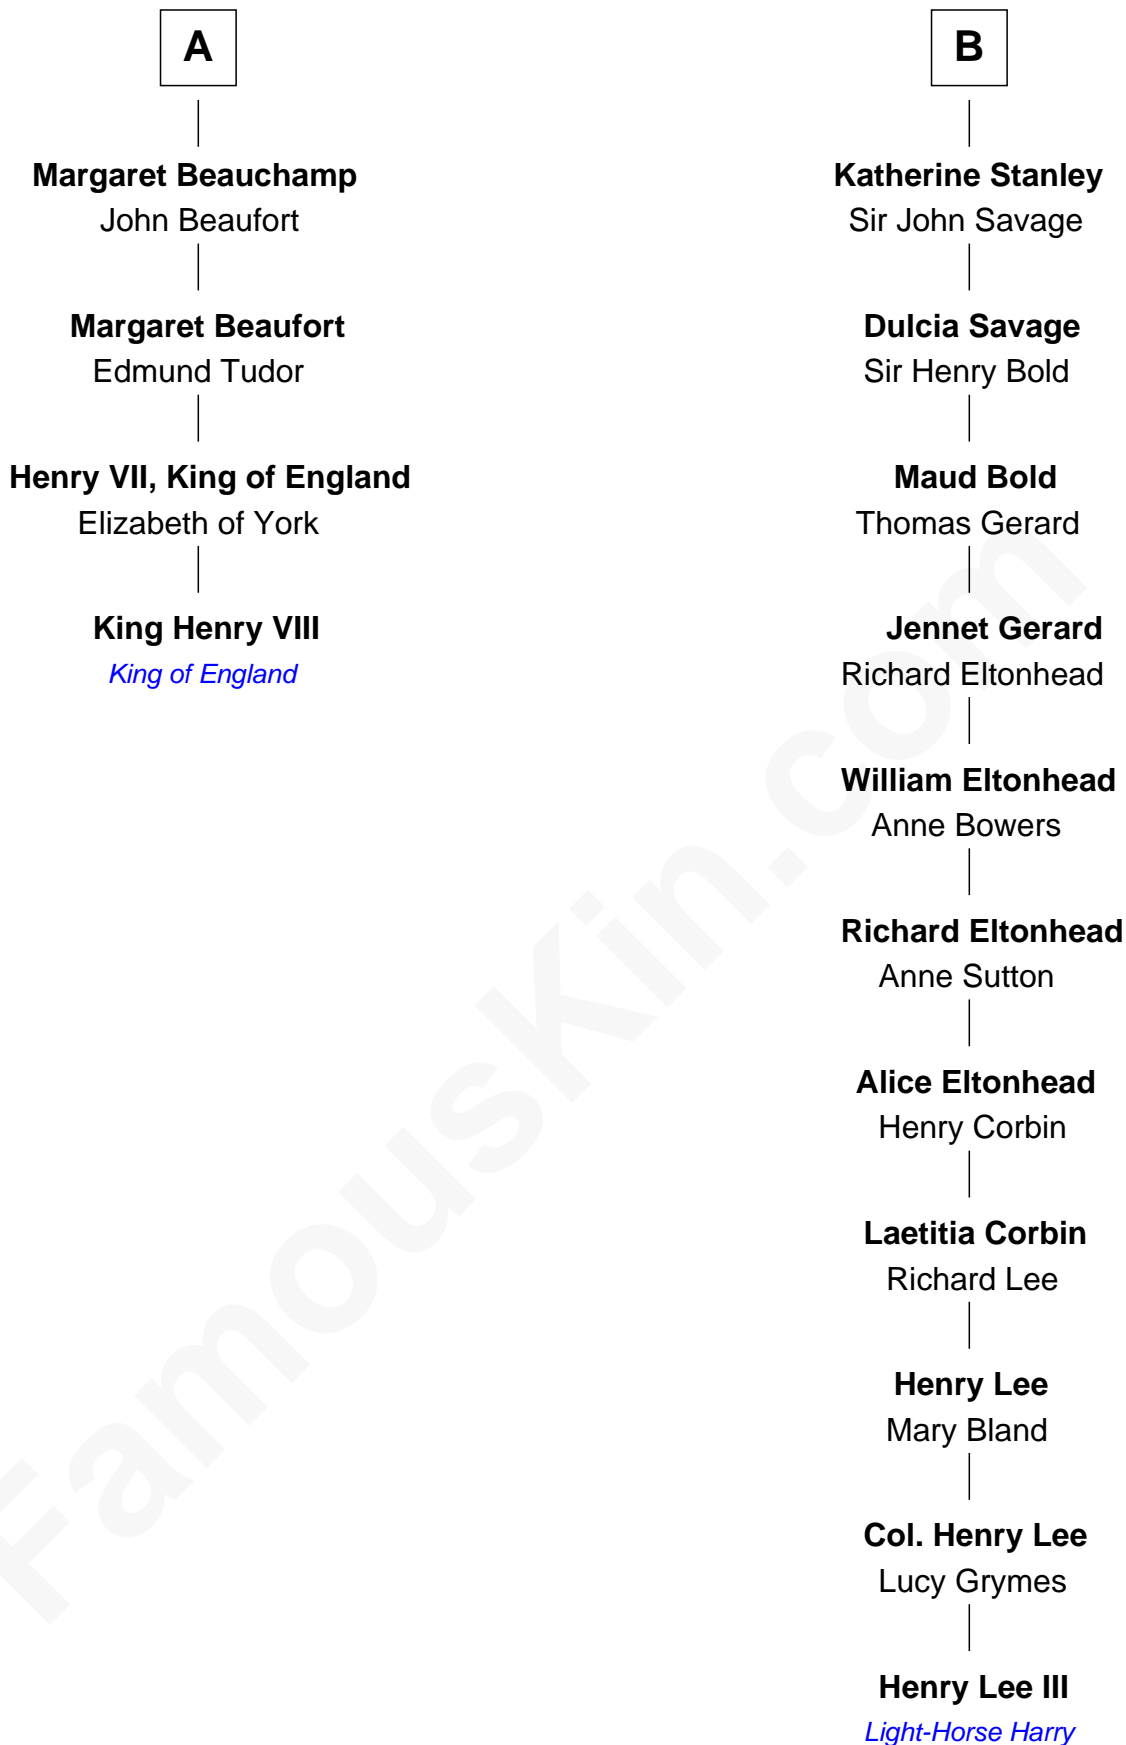 A
Margaret Beauchamp
John Beaufort
Margaret Beaufort
Edmund Tudor
Henry VII, King of England
Elizabeth of York
King Henry VIII
King of England
B
Katherine Stanley
Sir John Savage
Dulcia Savage
Sir Henry Bold
Maud Bold
Thomas Gerard
Jennet Gerard
Richard Eltonhead
William Eltonhead
Anne Bowers
Richard Eltonhead
Anne Sutton
Alice Eltonhead
Henry Corbin
Laetitia Corbin
Richard Lee
Henry Lee
Mary Bland
Col. Henry Lee
Lucy Grymes
Henry Lee III
Light-Horse Harry
FamousKin.com